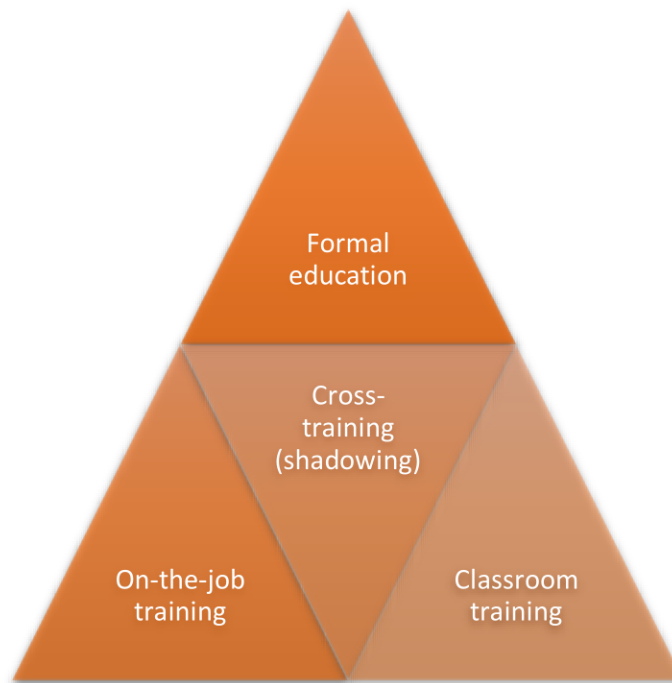 Formal
education
Cross-
training
(shadowing)
On-the-job
training
Classroom
training